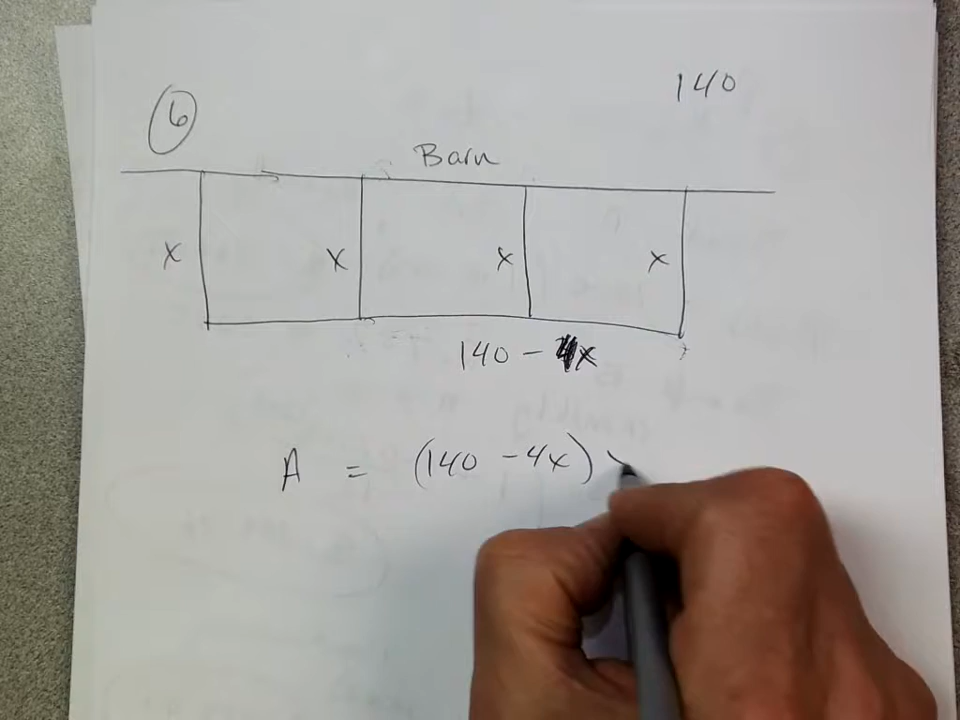 140
6
Barn
x x x x
140 - 4x
A = (140 - 4x) x